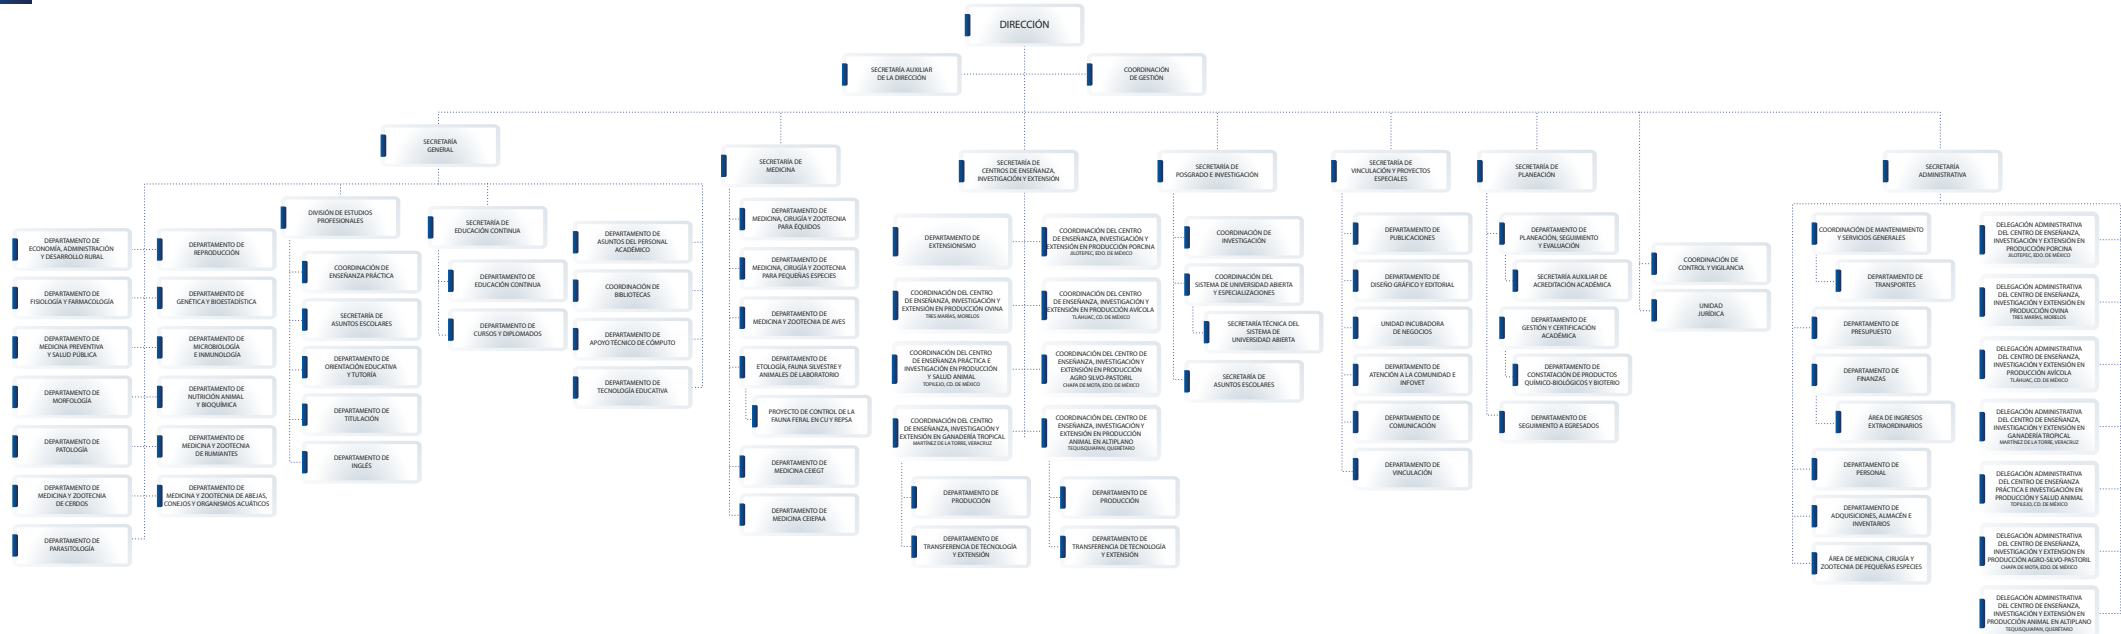 DIRECCIÓN
SECRETARÍA AUXILIAR
DE LA DIRECCIÓN
COORDINACIÓN
DE GESTIÓN
SECRETARÍA
GENERAL
DEPARTAMENTO DE
ECONOMÍA, ADMINISTRACIÓN
Y DESARROLLO RURAL
DEPARTAMENTO DE
FISIOLOGÍA Y FARMACOLOGÍA
DEPARTAMENTO DE
MEDICINA PREVENTIVA
Y SALUD PÚBLICA
DEPARTAMENTO DE
MORFOLOGÍA
DEPARTAMENTO DE
PATOLOGÍA
DEPARTAMENTO DE
MEDICINA Y ZOOTECNIA
DE CERDOS
DEPARTAMENTO DE
PARASITOLOGÍA
DEPARTAMENTO DE
REPRODUCCIÓN
DEPARTAMENTO DE
GENÉTICA Y BIOESTADÍSTICA
DEPARTAMENTO DE
MICROBIOLOGÍA
E INMUNOLOGÍA
DEPARTAMENTO DE
NUTRICIÓN ANIMAL
Y BIOQUÍMICA
DEPARTAMENTO DE
MEDICINA Y ZOOTECNIA
DE RUMIANTES
DEPARTAMENTO DE
MEDICINA Y ZOOTECNIA DE ABEJAS,
CONEJOS Y ORGANISMOS ACUÁTICOS
DIVISIÓN DE ESTUDIOS
PROFESIONALES
COORDINACIÓN DE
ENSEÑANZA PRÁCTICA
SECRETARÍA DE
ASUNTOS ESCOLARES
DEPARTAMENTO DE
ORIENTACIÓN EDUCATIVA
Y TUTORÍA
DEPARTAMENTO DE
TITULACIÓN
DEPARTAMENTO DE
INGLÉS
SECRETARÍA DE
EDUCACIÓN CONTINUA
DEPARTAMENTO DE
EDUCACIÓN CONTINUA
DEPARTAMENTO DE
CURSOS Y DIPLOMADOS
DEPARTAMENTO DE
ASUNTOS DEL PERSONAL
ACADÉMICO
COORDINACIÓN DE
BIBLIOTECAS
DEPARTAMENTO DE
APOYO TÉCNICO DE CÓMPUTO
DEPARTAMENTO DE
TECNOLOGÍA EDUCATIVA
SECRETARÍA DE
MEDICINA
DEPARTAMENTO DE
MEDICINA, CIRUGÍA Y ZOOTECNIA
PARA ÉQUIDOS
DEPARTAMENTO DE
MEDICINA, CIRUGÍA Y ZOOTECNIA
PARA PEQUEÑAS ESPECIES
DEPARTAMENTO DE
MEDICINA Y ZOOTECNIA DE AVES
DEPARTAMENTO DE
ETOLOGÍA, FAUNA SILVESTRE Y
ANIMALES DE LABORATORIO
PROYECTO DE CONTROL DE LA
FAUNA FERAL EN CU Y REPSA
DEPARTAMENTO DE
MEDICINA CEIEGT
DEPARTAMENTO DE
MEDICINA CEIEPAA
SECRETARÍA DE
CENTROS DE ENSEÑANZA,
INVESTIGACIÓN Y EXTENSIÓN
DEPARTAMENTO DE
EXTENSIONISMO
COORDINACIÓN DEL CENTRO
DE ENSEÑANZA, INVESTIGACIÓN Y
EXTENSIÓN EN PRODUCCIÓN OVINA
TRES MARÍAS, MORELOS
COORDINACIÓN DEL CENTRO
DE ENSEÑANZA PRÁCTICA E
INVESTIGACIÓN EN PRODUCCIÓN
Y SALUD ANIMAL
TOPILEJO, CD. DE MÉXICO
COORDINACIÓN DEL CENTRO
DE ENSEÑANZA, INVESTIGACIÓN Y
EXTENSIÓN EN GANADERÍA TROPICAL
MARTÍNEZ DE LA TORRE, VERACRUZ
DEPARTAMENTO DE
PRODUCCIÓN
DEPARTAMENTO DE
TRANSFERENCIA DE TECNOLOGÍA
Y EXTENSIÓN
COORDINACIÓN DEL CENTRO
DE ENSEÑANZA, INVESTIGACIÓN Y
EXTENSIÓN EN PRODUCCIÓN PORCINA
JILOTEPEC, EDO. DE MÉXICO
COORDINACIÓN DEL CENTRO
DE ENSEÑANZA, INVESTIGACIÓN Y
EXTENSIÓN EN PRODUCCIÓN AVÍCOLA
TLÁHUAC, CD. DE MÉXICO
COORDINACIÓN DEL CENTRO DE
ENSEÑANZA, INVESTIGACIÓN Y
EXTENSIÓN EN PRODUCCIÓN
AGRO SILVO-PASTORIL
CHAPA DE MOTA, EDO. DE MÉXICO
COORDINACIÓN DEL CENTRO DE
ENSEÑANZA, INVESTIGACIÓN Y
EXTENSIÓN EN PRODUCCIÓN
ANIMAL EN ALTIPLANO
TEQUISQUIAPAN, QUERÉTARO
DEPARTAMENTO DE
PRODUCCIÓN
DEPARTAMENTO DE
TRANSFERENCIA DE TECNOLOGÍA
Y EXTENSIÓN
SECRETARÍA DE
POSGRADO E INVESTIGACIÓN
COORDINACIÓN DE
INVESTIGACIÓN
COORDINACIÓN DEL
SISTEMA DE UNIVERSIDAD ABIERTA
Y ESPECIALIZACIONES
SECRETARÍA TÉCNICA DEL
SISTEMA DE
UNIVERSIDAD ABIERTA
SECRETARÍA DE
ASUNTOS ESCOLARES
SECRETARÍA DE
VINCULACIÓN Y PROYECTOS
ESPECIALES
DEPARTAMENTO DE
PUBLICACIONES
DEPARTAMENTO DE
DISEÑO GRÁFICO Y EDITORIAL
UNIDAD INCUBADORA
DE NEGOCIOS
DEPARTAMENTO DE
ATENCIÓN A LA COMUNIDAD E
INFOVET
DEPARTAMENTO DE
COMUNICACIÓN
DEPARTAMENTO DE
VINCULACIÓN
SECRETARÍA DE
PLANEACIÓN
DEPARTAMENTO DE
PLANEACIÓN, SEGUIMIENTO
Y EVALUACIÓN
SECRETARÍA AUXILIAR DE
ACREDITACIÓN ACADÉMICA
DEPARTAMENTO DE
GESTIÓN Y CERTIFICACIÓN
ACADÉMICA
DEPARTAMENTO DE
CONSTATACIÓN DE PRODUCTOS
QUÍMICO-BIOLÓGICOS Y BIOTERIO
DEPARTAMENTO DE
SEGUIMIENTO A EGRESADOS
COORDINACIÓN DE
CONTROL Y VIGILANCIA
UNIDAD
JURÍDICA
SECRETARÍA
ADMINISTRATIVA
COORDINACIÓN DE MANTENIMIENTO
Y SERVICIOS GENERALES
DEPARTAMENTO DE
TRANSPORTES
DEPARTAMENTO DE
PRESUPUESTO
DEPARTAMENTO DE
FINANZAS
ÁREA DE INGRESOS
EXTRAORDINARIOS
DEPARTAMENTO DE
PERSONAL
DEPARTAMENTO DE
ADQUISICIONES, ALMACÉN E
INVENTARIOS
ÁREA DE MEDICINA, CIRUGÍA Y
ZOOTECNIA DE PEQUEÑAS ESPECIES
DELEGACIÓN ADMINISTRATIVA
DEL CENTRO DE ENSEÑANZA,
INVESTIGACIÓN Y EXTENSIÓN EN
PRODUCCIÓN PORCINA
JILOTEPEC, EDO. DE MÉXICO
DELEGACIÓN ADMINISTRATIVA
DEL CENTRO DE ENSEÑANZA,
INVESTIGACIÓN Y EXTENSIÓN EN
PRODUCCIÓN OVINA
TRES MARÍAS, MORELOS
DELEGACIÓN ADMINISTRATIVA
DEL CENTRO DE ENSEÑANZA,
INVESTIGACIÓN Y EXTENSIÓN EN
PRODUCCIÓN AVÍCOLA
TLÁHUAC, CD. DE MÉXICO
DELEGACIÓN ADMINISTRATIVA
DEL CENTRO DE ENSEÑANZA,
INVESTIGACIÓN Y EXTENSIÓN EN
GANADERÍA TROPICAL
MARTÍNEZ DE LA TORRE, VERACRUZ
DELEGACIÓN ADMINISTRATIVA
DEL CENTRO DE ENSEÑANZA
PRÁCTICA E INVESTIGACIÓN EN
PRODUCCIÓN Y SALUD ANIMAL
TOPILEJO, CD. DE MÉXICO
DELEGACIÓN ADMINISTRATIVA
DEL CENTRO DE ENSEÑANZA,
INVESTIGACIÓN Y EXTENSION EN
PRODUCCIÓN AGRO-SILVO-PASTORIL
CHAPA DE MOTA, EDO. DE MÉXICO
DELEGACIÓN ADMINISTRATIVA
DEL CENTRO DE ENSEÑANZA,
INVESTIGACIÓN Y EXTENSIÓN EN
PRODUCCIÓN ANIMAL EN ALTIPLANO
TEQUISQUIAPAN, QUERÉTARO